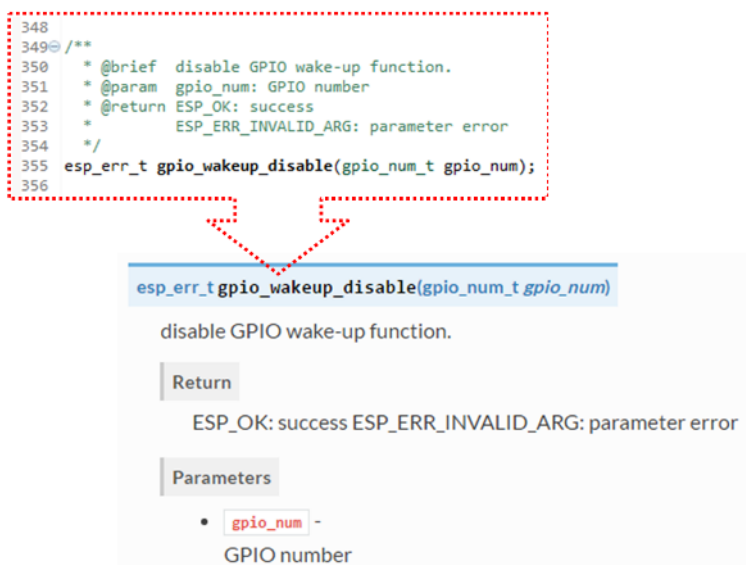 348
349 /**
350 * @brief disable GPIO wake-up function.
351 * @param gpio_num: GPIO number
352 * @return ESP_OK: success
353 * ESP_ERR_INVALID_ARG: parameter error
354 */
355 esp_err_t gpio_wakeup_disable(gpio_num_t gpio_num);
356
esp_err_t gpio_wakeup_disable(gpio_num_t gpio_num)
disable GPIO wake-up function.
Return
ESP_OK: success ESP_ERR_INVALID_ARG: parameter error
Parameters
• gpio_num -
GPIO number